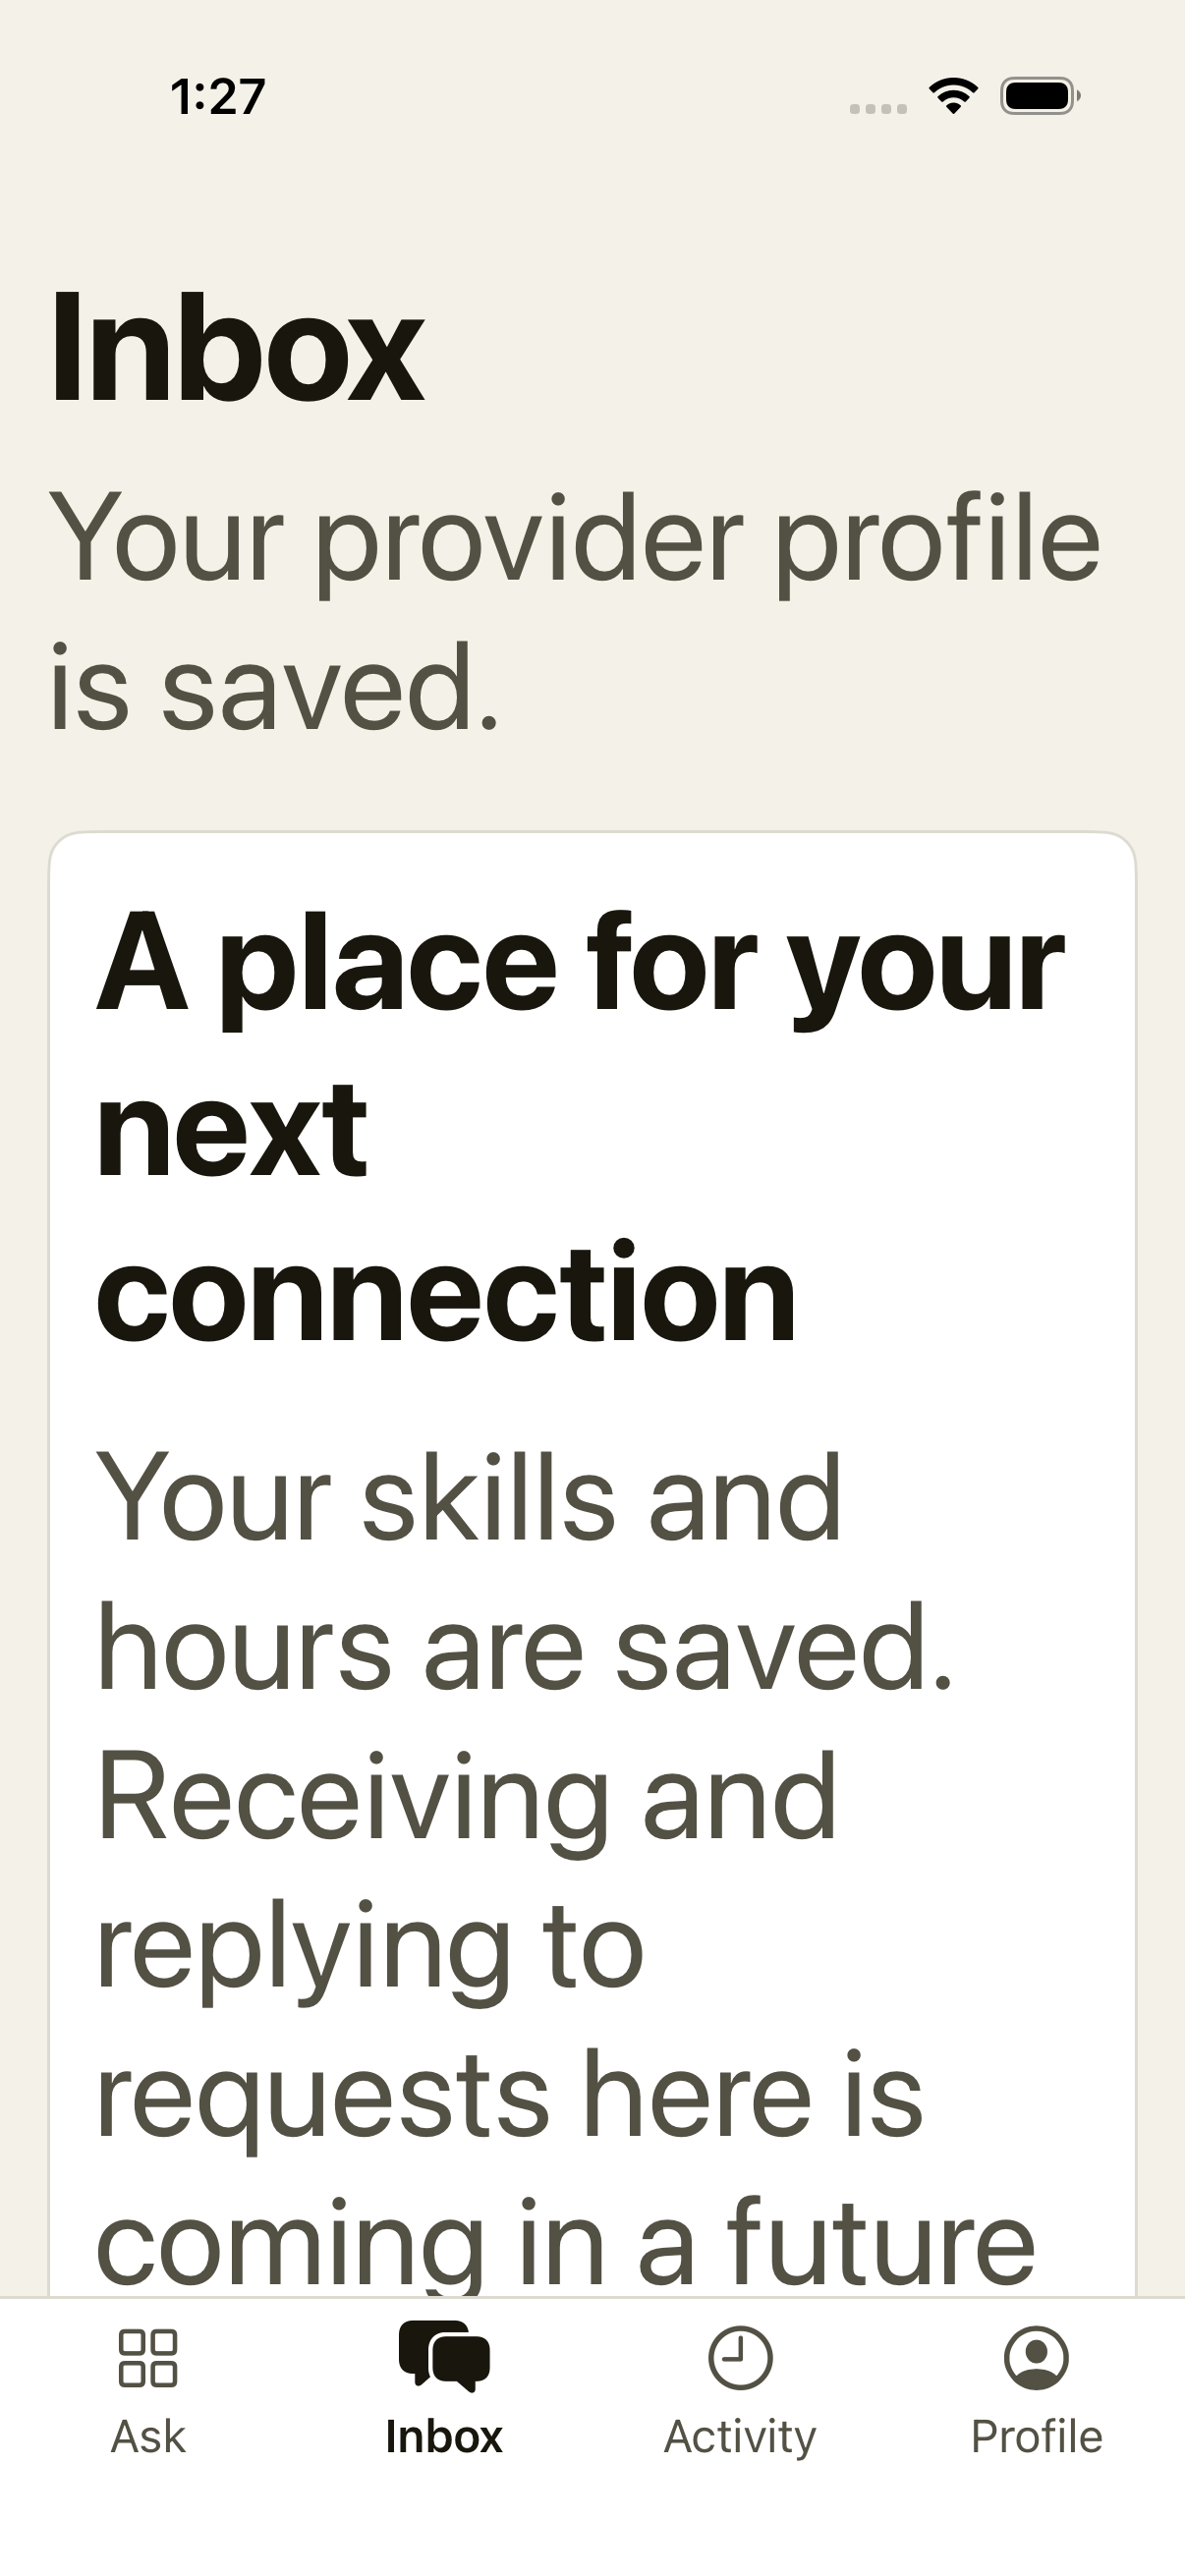 1:27
Inbox
Your provider profile
is saved.
A place for your
next
connection
Your skills and
hours are saved.
Receiving and
replying to
requests here is
coming in a future
Ask
Inbox
Activity
Profile